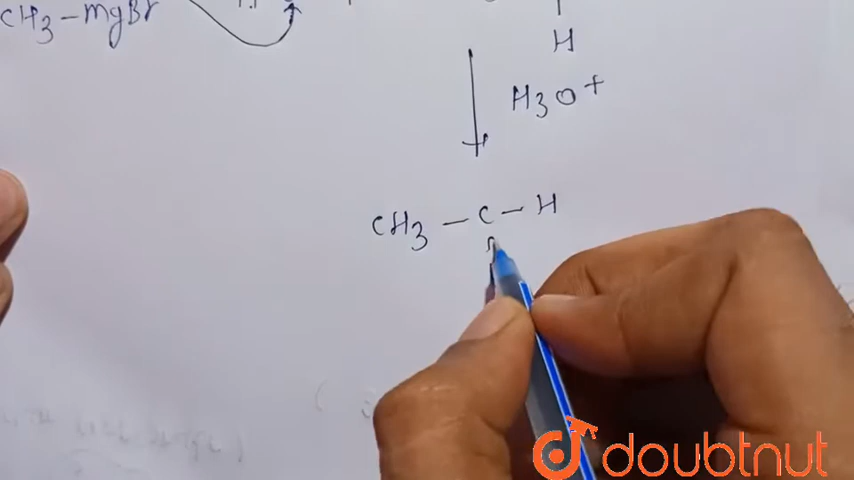 CH3 - MgBr
H
H3O+
CH3 - C - H
doubtnut